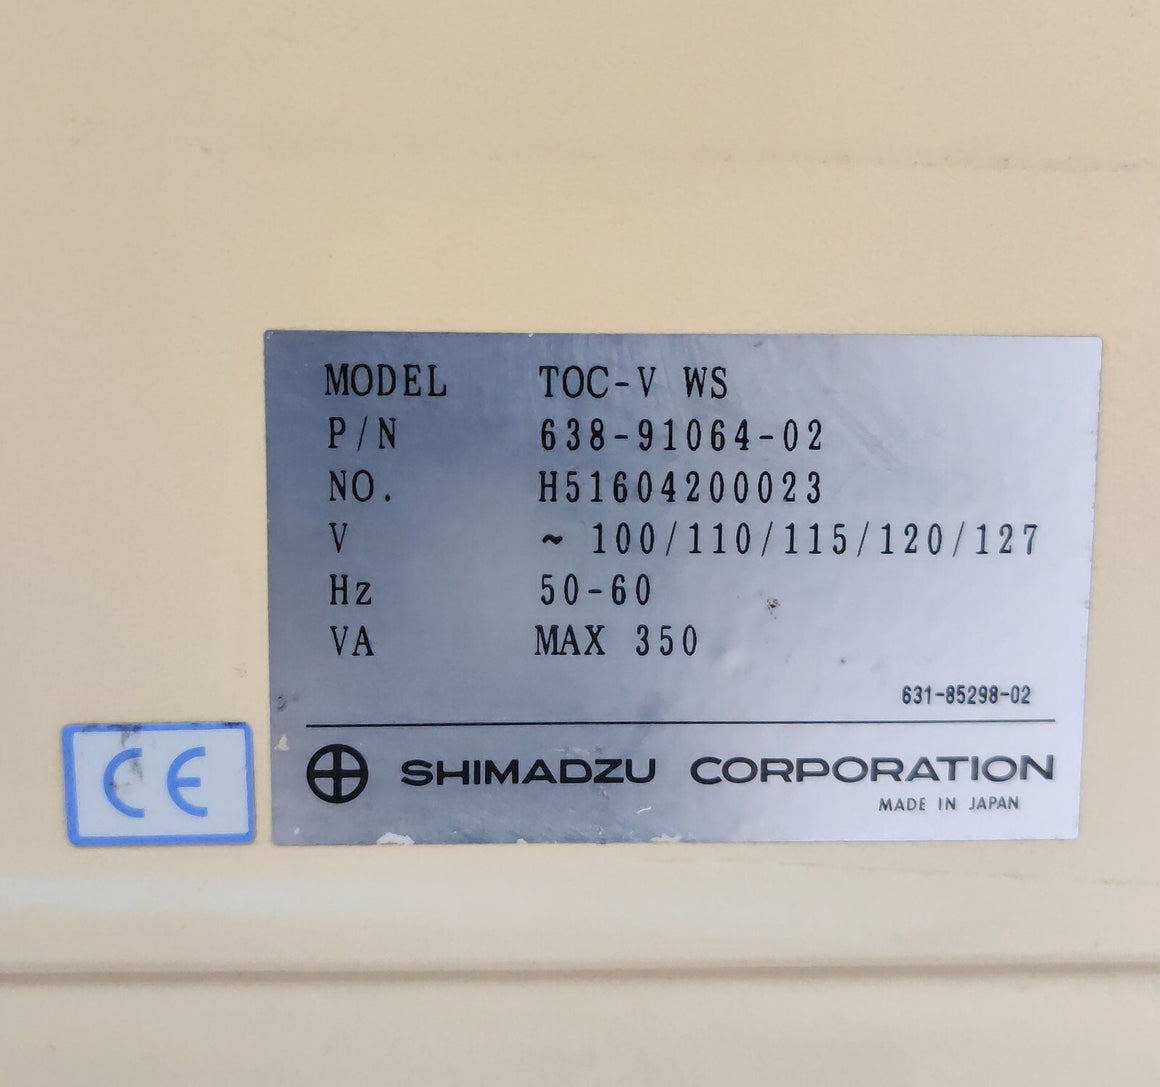 MODEL TOC-V WS
P/N 638-91064-02
NO. H51604200023
V ~ 100/110/115/120/127
Hz 50-60
VA MAX 350
631-85298-02
SHIMADZU CORPORATION
MADE IN JAPAN
CE